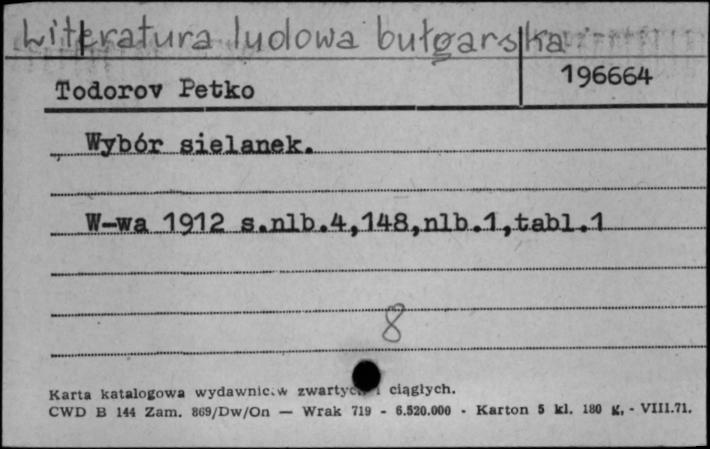 Literatura ludowa bułgarska
196664
Todorov Petko
Wybór sielanek.
W-wa 1912 s.nlb.4,148,nlb.1,tabl.1
8
Karta katalogowa wydawnic.w zwartych i ciągłych.
CWD B 144 Zam. 869/Dw/On — Wrak 719 - 6.520.000 - Karton 5 kl. 180 g. - VIII.71.